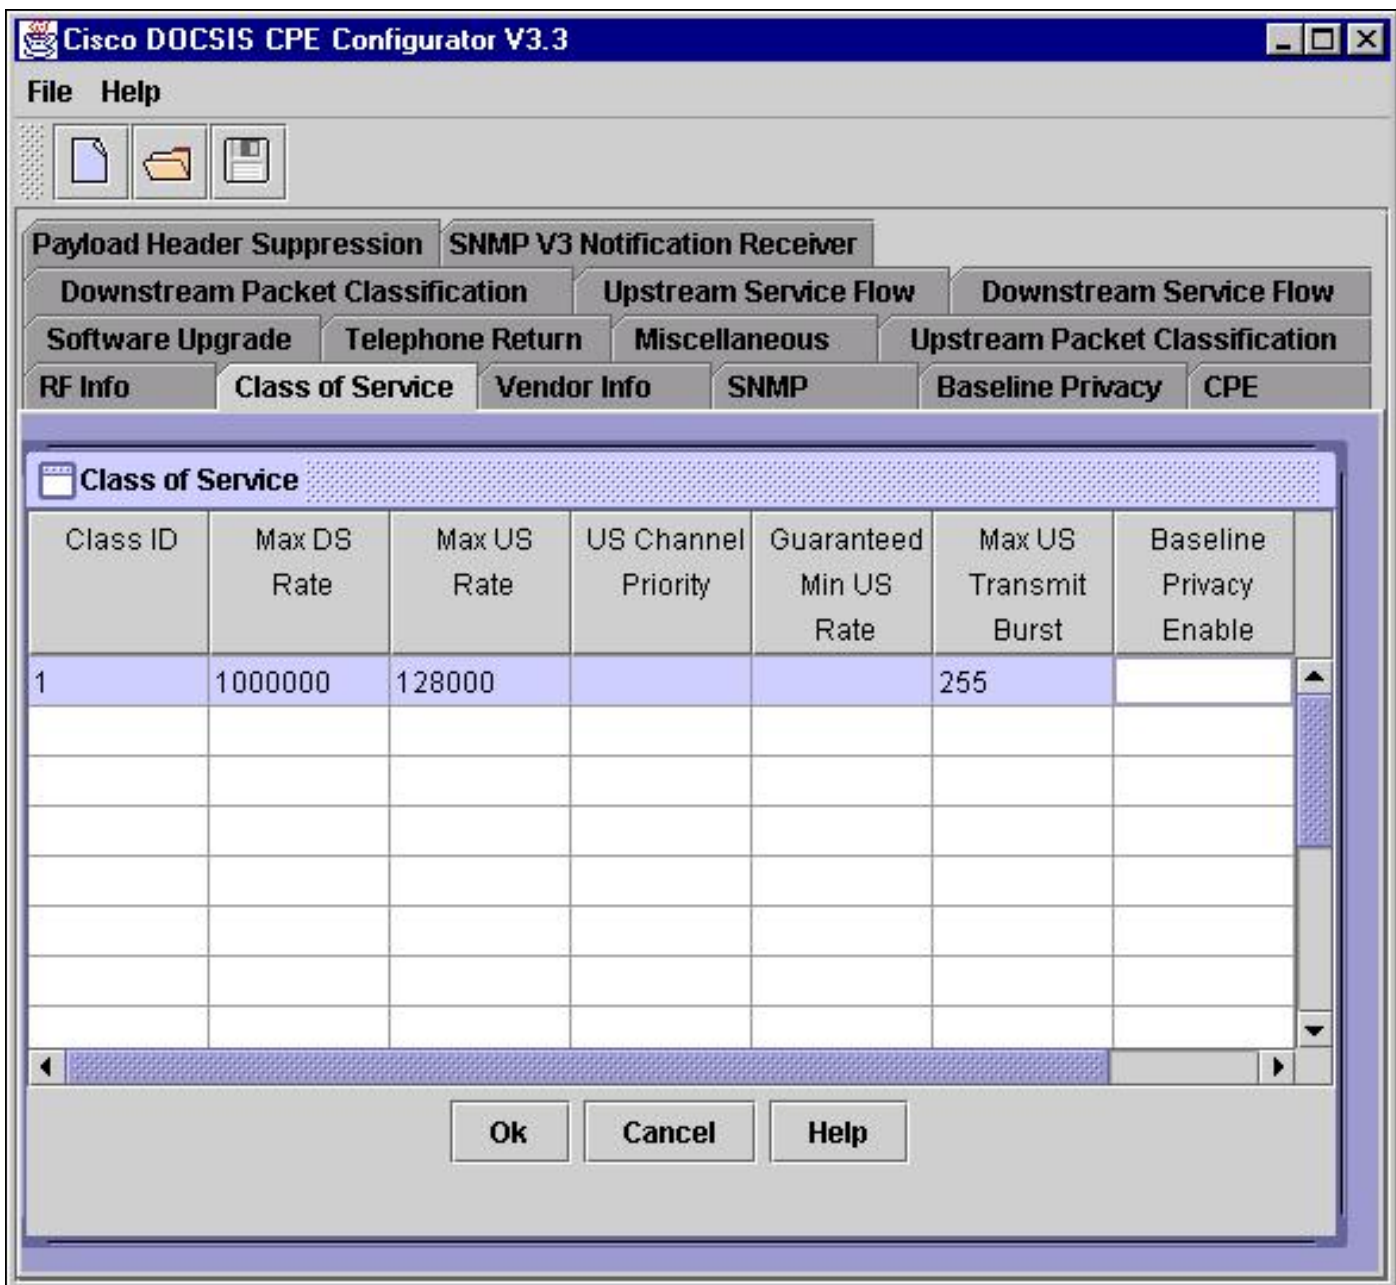 Cisco DOCSIS CPE Configurator V3.3
File Help
Payload Header Suppression SNMP V3 Notification Receiver
Downstream Packet Classification Upstream Service Flow Downstream Service Flow
Software Upgrade Telephone Return Miscellaneous Upstream Packet Classification
RF Info Class of Service Vendor Info SNMP Baseline Privacy CPE
Class of Service
Class ID Max DS Max US US Channel Guaranteed Max US Baseline
Rate Rate Priority Min US Transmit Privacy
Rate Burst Enable
1 1000000 128000 255
Ok Cancel Help